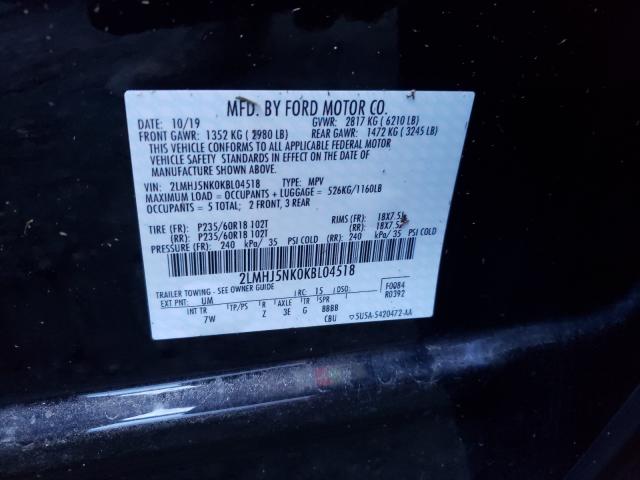 MFD. BY FORD MOTOR CO.
DATE: 10/19 GVWR: 2817 KG ( 6210 LB)
FRONT GAWR: 1352 KG ( 2980 LB) REAR GAWR: 1472 KG ( 3245 LB)
THIS VEHICLE CONFORMS TO ALL APPLICABLE FEDERAL MOTOR
VEHICLE SAFETY STANDARDS IN EFFECT ON THE DATE OF
MANUFACTURE SHOWN ABOVE.
VIN: 2LMHJ5NK0KBL04518 TYPE: MPV
MAXIMUM LOAD = OCCUPANTS + LUGGAGE = 526KG/1160LB
OCCUPANTS = 5 TOTAL: 2 FRONT, 3 REAR
TIRE (FR): P235/60R18 102T RIMS (FR): 18X7.5J
(RR): P235/60R18 102T (RR): 18X7.5J
PRESSURE (FR): 240 kPa/ 35 PSI COLD (RR): 240 kPa/ 35 PSI COLD
2LMHJ5NK0KBL04518
TRAILER TOWING - SEE OWNER GUIDE
EXT PNT: UM RC: 15 F0084
R0392
INT TR TP/PS R AXLE TR SPR
7W Z 3E G BBBB
CBU 5U5A-5420472-AA